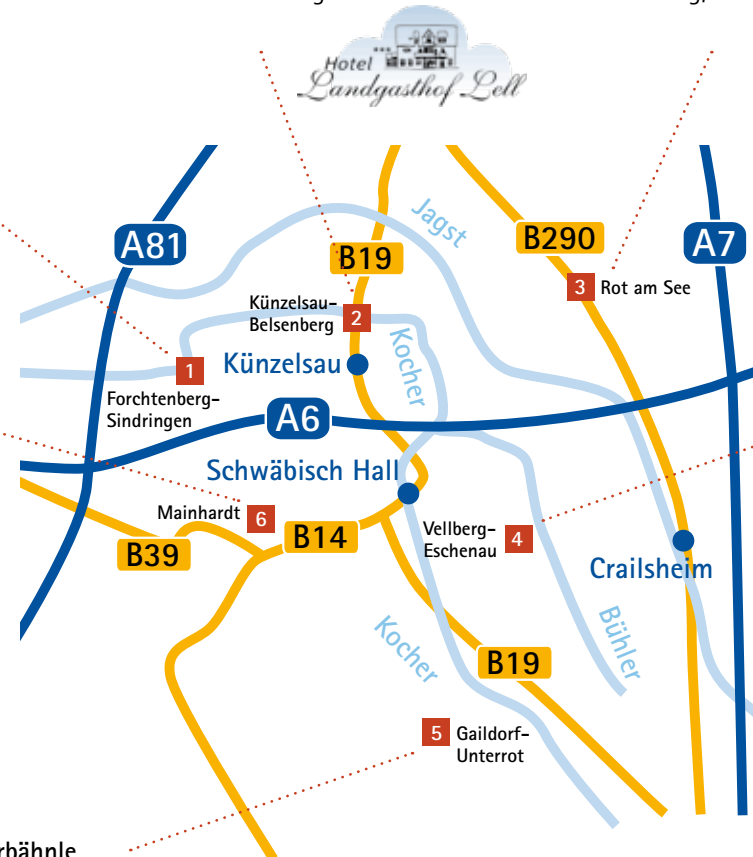 Hotel
Landgasthof Lell
Jagst
A81
B19
B290
A7
Künzelsau-
Belsenberg
2
3
Rot am See
Kocher
1
Künzelsau
Forchtenberg-
Sindringen
A6
Schwäbisch Hall
Mainhardt
6
B14
Vellberg-
Eschenau
4
B39
Crailsheim
Kocher
Bühler
B19
5
Gaildorf-
Unterrot
rbähnle